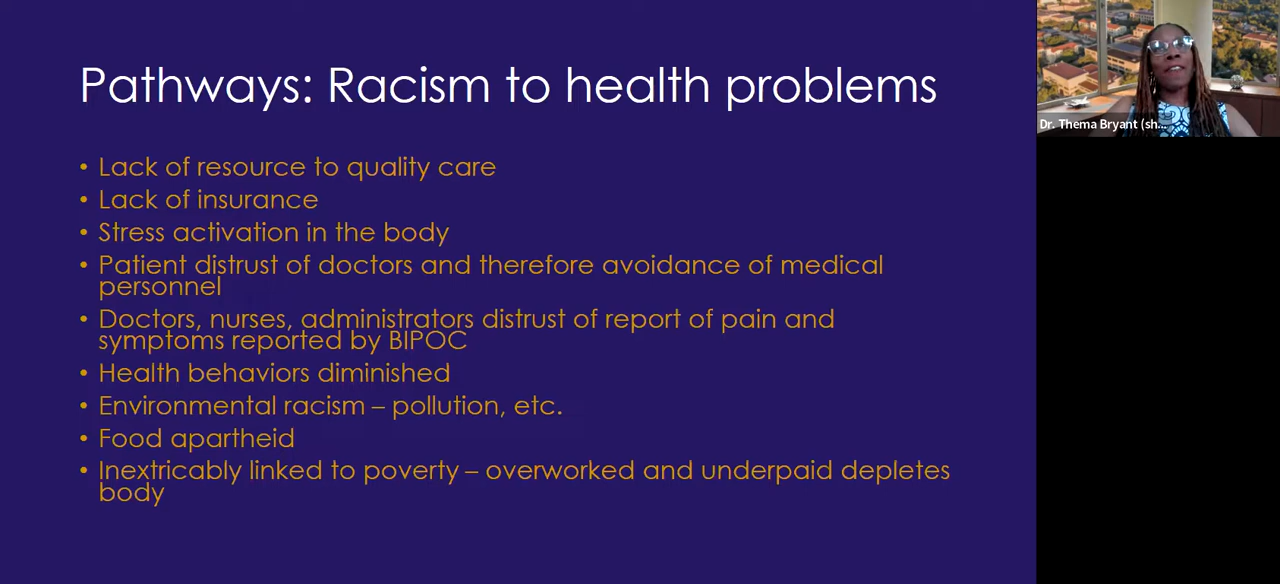 Pathways: Racism to health problems
Dr. Thema Bryant (sh...
• Lack of resource to quality care
• Lack of insurance
• Stress activation in the body
• Patient distrust of doctors and therefore avoidance of medical
personnel
• Doctors, nurses, administrators distrust of report of pain and
symptoms reported by BIPOC
• Health behaviors diminished
• Environmental racism – pollution, etc.
• Food apartheid
• Inextricably linked to poverty – overworked and underpaid depletes
body